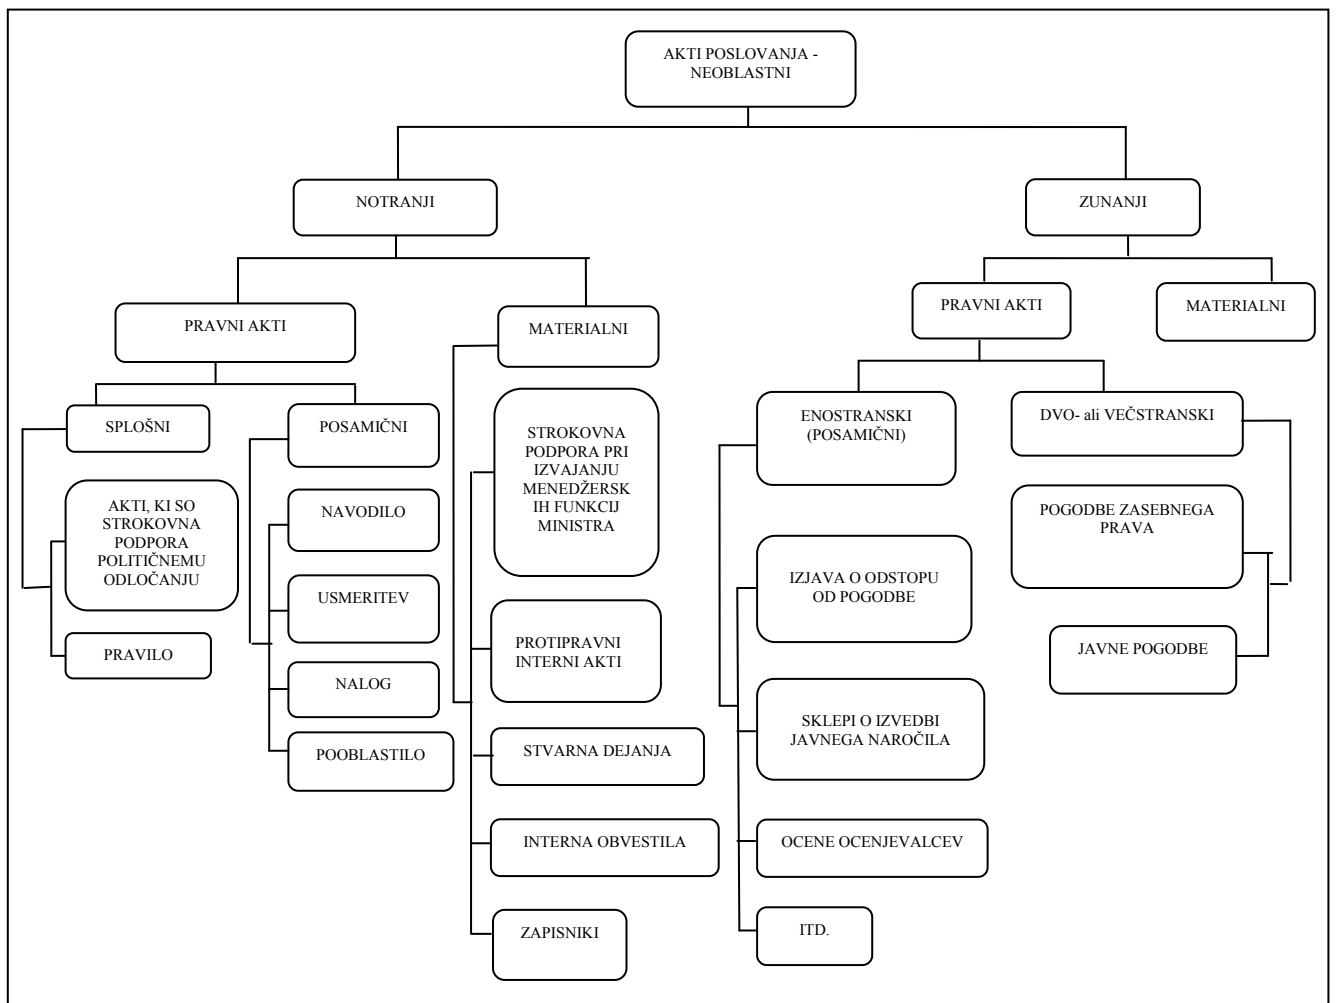 AKTI POSLOVANJA -
NEOBLASTNI
NOTRANJI
ZUNANJI
PRAVNI AKTI
MATERIALNI
PRAVNI AKTI
MATERIALNI
SPLOŠNI
POSAMIČNI
ENOSTRANSKI
(POSAMIČNI)
DVO- ali VEČSTRANSKI
AKTI, KI SO
STROKOVNA
PODPORA
POLITIČNEMU
ODLOČANJU
PRAVILO
NAVODILO
USMERITEV
NALOG
POOBLASTILO
STROKOVNA
PODPORA PRI
IZVAJANJU
MENEDŽERSK
IH FUNKCIJ
MINISTRA
PROTIPRAVNI
INTERNI AKTI
STVARNA DEJANJA
INTERNA OBVESTILA
ZAPISNIKI
IZJAVA O ODSTOPU
OD POGODBE
SKLEPI O IZVEDBI
JAVNEGA NAROČILA
OCENE OCENJEVALCEV
ITD.
POGODBE ZASEBNEGA
PRAVA
JAVNE POGODBE